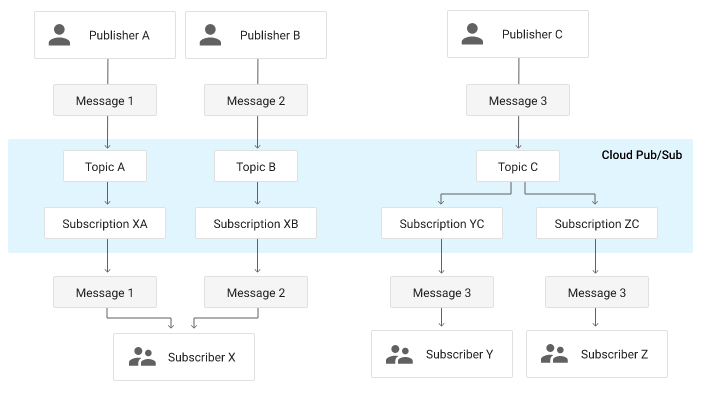 Publisher A
Publisher B
Publisher C
Message 1
Message 2
Message 3
Cloud Pub/Sub
Topic A
Topic B
Topic C
Subscription XA
Subscription XB
Subscription YC
Subscription ZC
Message 1
Message 2
Message 3
Message 3
Subscriber X
Subscriber Y
Subscriber Z